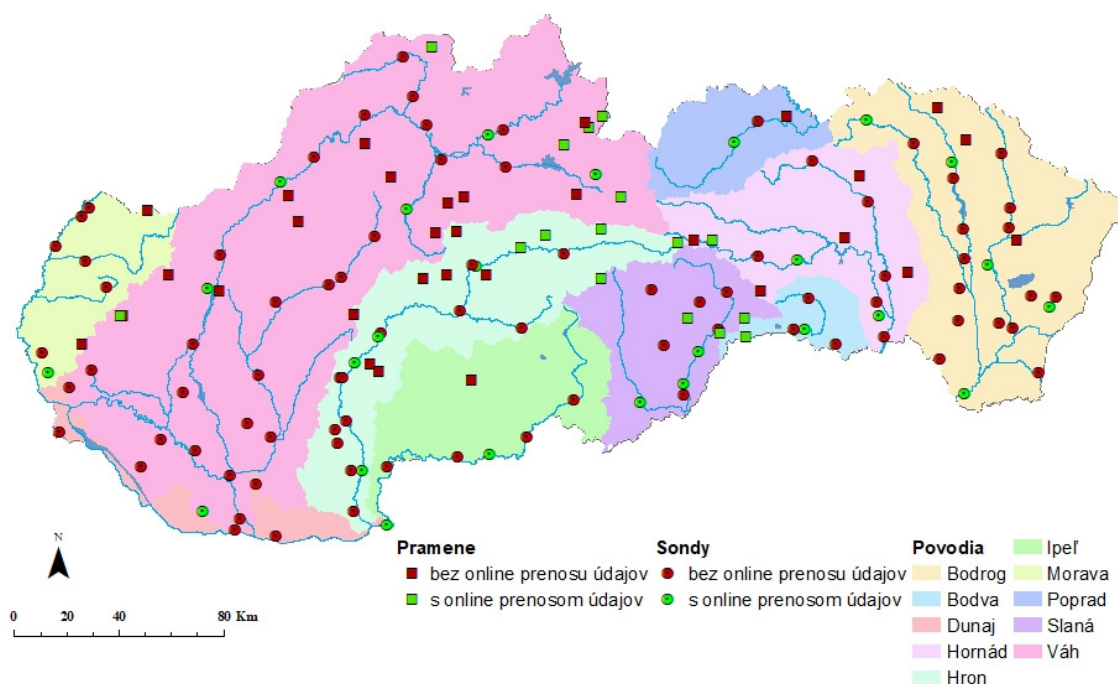 N
0 20 40 80 Km
Pramene
bez online prenosu údajov
s online prenosom údajov
Sondy
bez online prenosu údajov
s online prenosom údajov
Povodia
Bodrog
Bodva
Dunaj
Hornád
Hron
Ipeľ
Morava
Poprad
Slaná
Váh